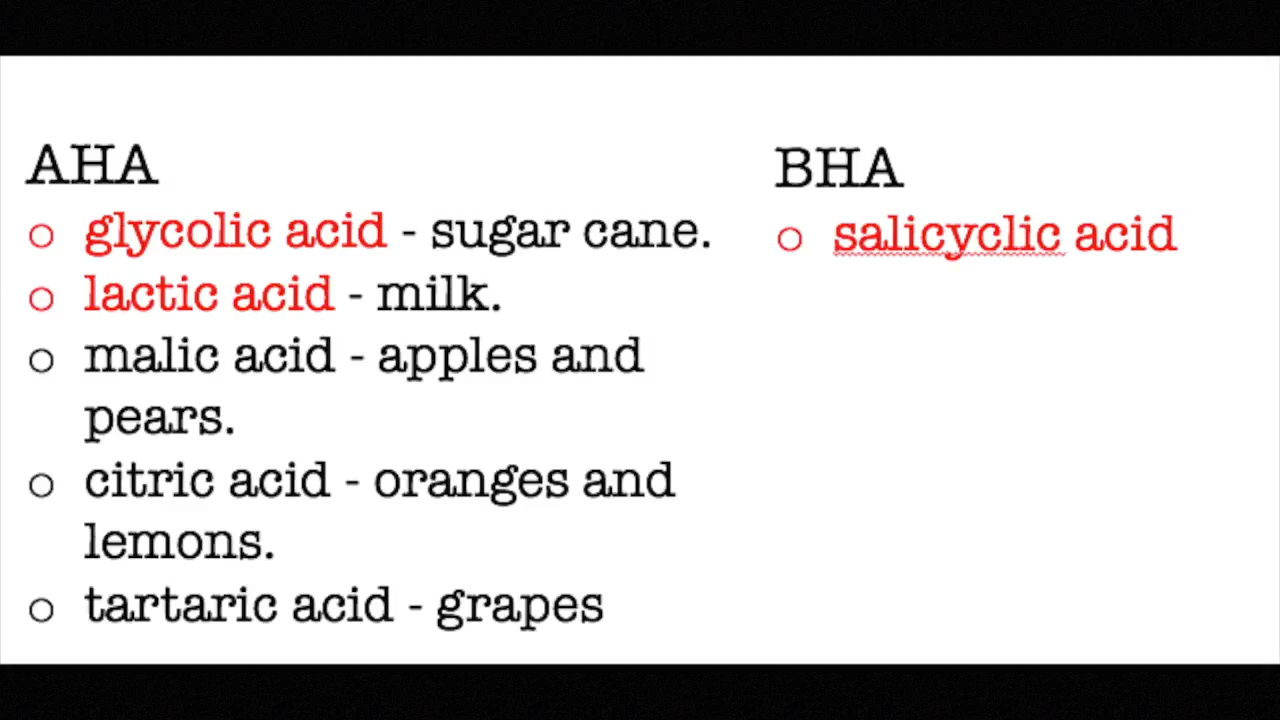 AHA
○ glycolic acid - sugar cane.
○ lactic acid - milk.
○ malic acid - apples and
pears.
○ citric acid - oranges and
lemons.
○ tartaric acid - grapes
BHA
○ salicyclic acid